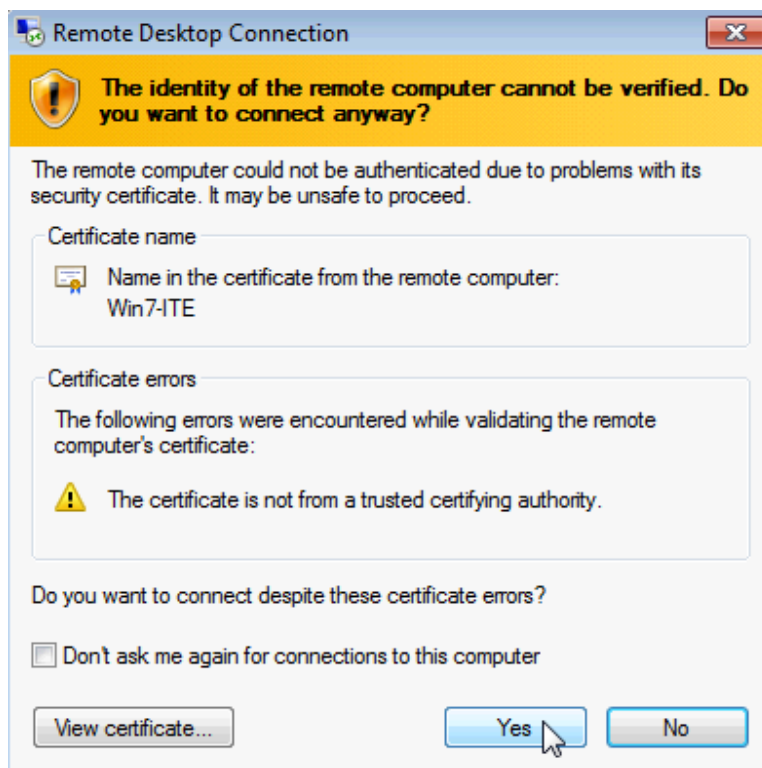 Remote Desktop Connection
The identity of the remote computer cannot be verified. Do
you want to connect anyway?
The remote computer could not be authenticated due to problems with its
security certificate. It may be unsafe to proceed.
Certificate name
Name in the certificate from the remote computer:
Win7-ITE
Certificate errors
The following errors were encountered while validating the remote
computer's certificate:
The certificate is not from a trusted certifying authority.
Do you want to connect despite these certificate errors?
Don't ask me again for connections to this computer
View certificate... Yes No